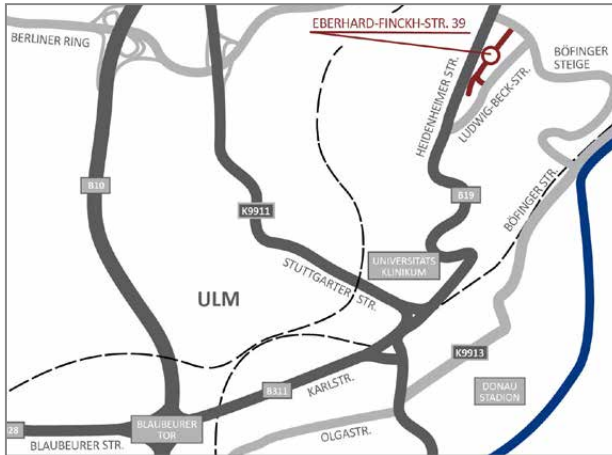 EBERHARD-FINCKH-STR. 39
BERLINER RING
BÖFINGER
STEIGE
HEIDENHEIMER STR.
LUDWIG-BECK-STR.
B10
B19
K9911
BÖFINGER STR.
UNIVERSITÄTS
KLINIKUM
STUTTGARTER STR.
ULM
K9913
B311
KARLSTR.
DONAU
STADION
28
BLAUBEURER
TOR
BLAUBEURER STR.
OLGASTR.